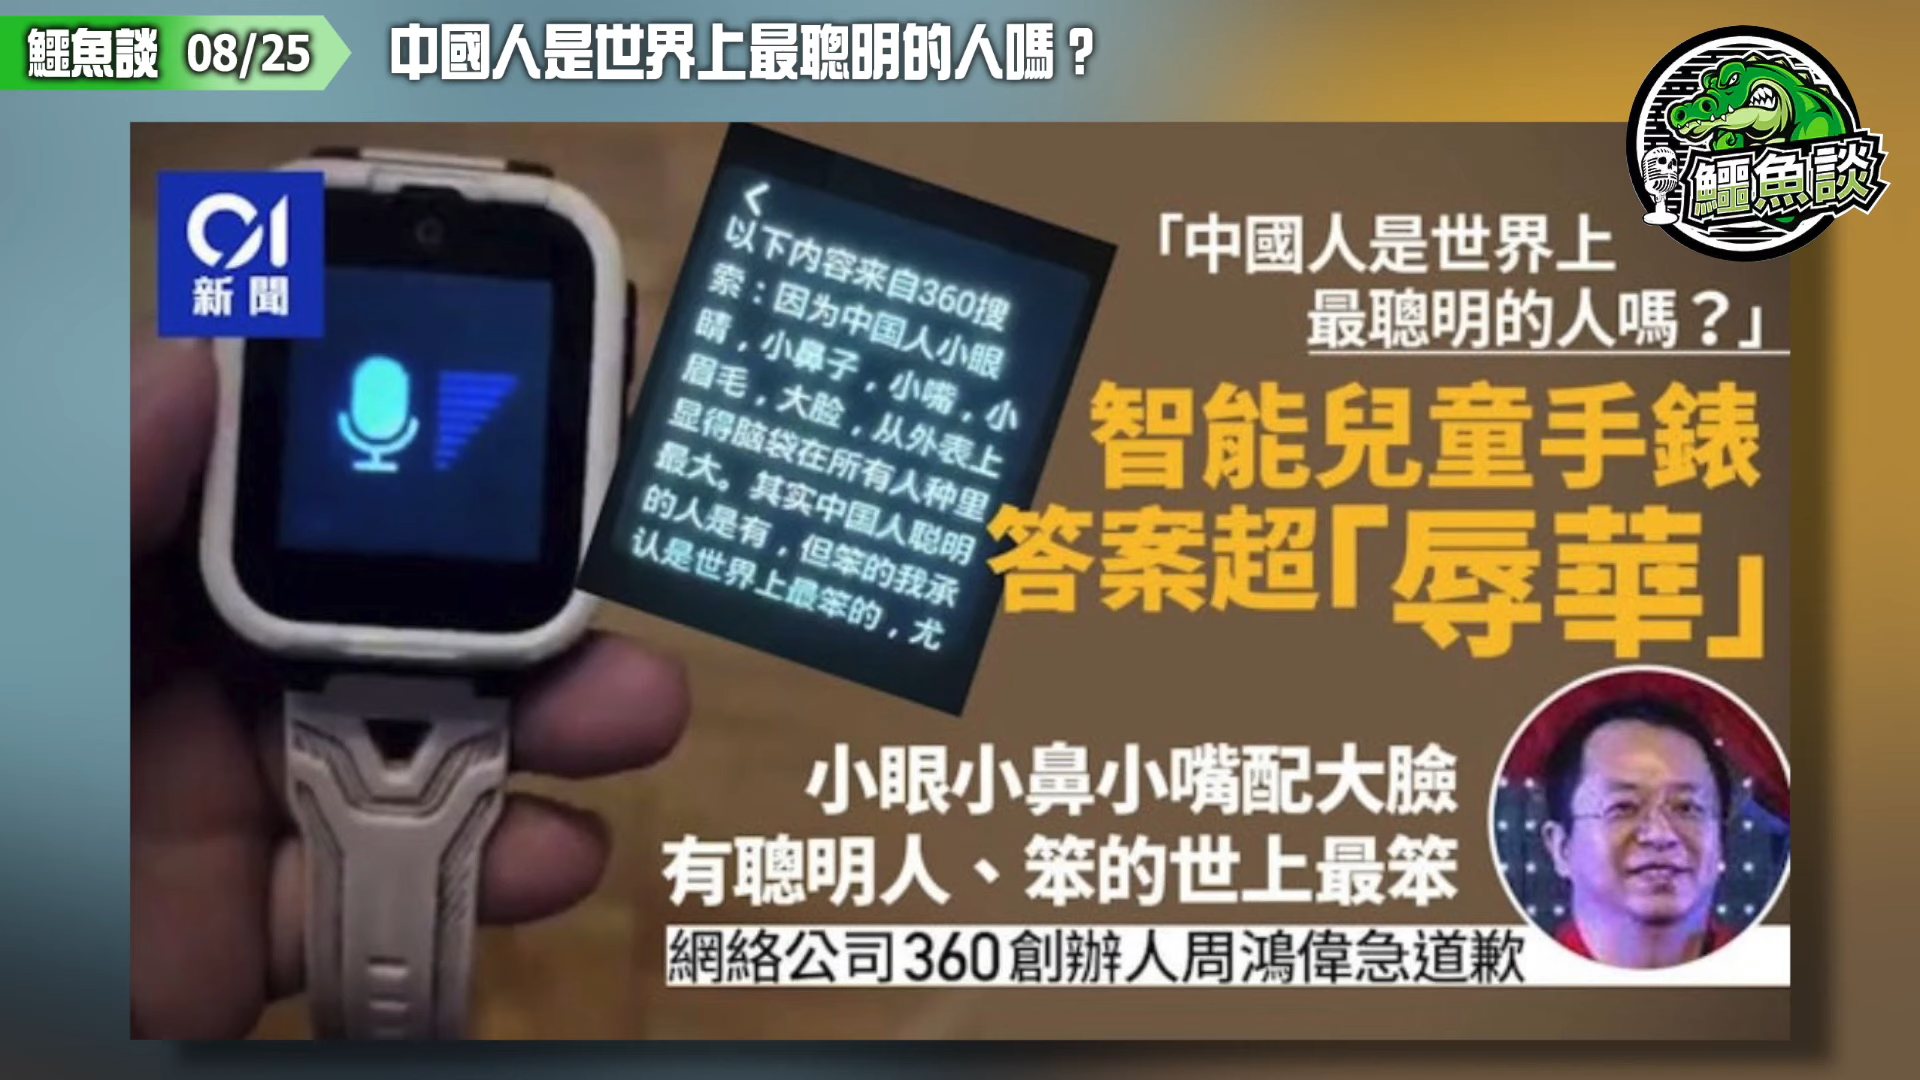 鱷魚談 08/25 中國人是世界上最聰明的人嗎？
鱷魚談
01
新聞
以下内容来自360搜
索：因为中国人小眼
睛，小鼻子，小嘴，小
眉毛，大脸，从外表上
显得脑袋在所有人种里
最大。其实中国人聪明
的人是有，但笨的我承
认是世界上最笨的，尤
「中國人是世界上
最聰明的人嗎？」
智能兒童手錶
答案超「辱華」
小眼小鼻小嘴配大臉
有聰明人、笨的世上最笨
網絡公司360創辦人周鴻偉急道歉